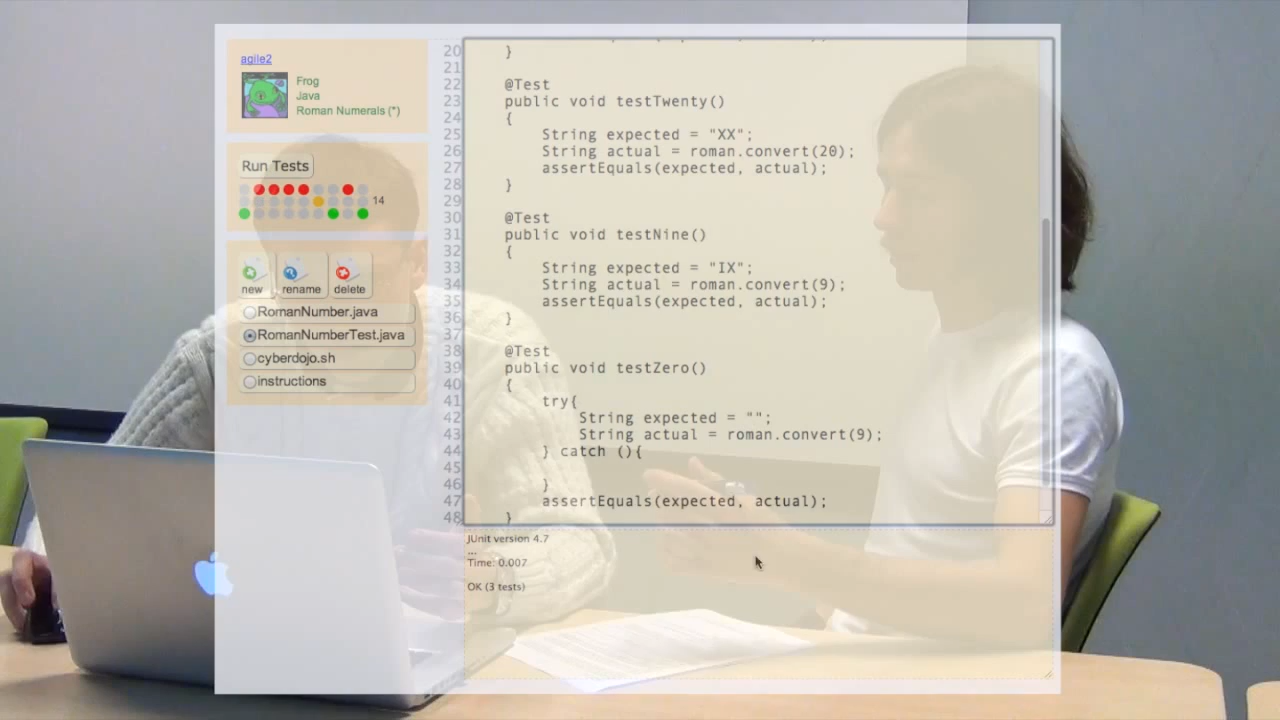 agile2
Frog
Java
Roman Numerals (*)
Run Tests
14
new rename delete
RomanNumber.java
RomanNumberTest.java
cyberdojo.sh
instructions
20 }
21
22 @Test
23 public void testTwenty()
24 {
25 String expected = "XX";
26 String actual = roman.convert(20);
27 assertEquals(expected, actual);
28 }
29
30 @Test
31 public void testNine()
32 {
33 String expected = "IX";
34 String actual = roman.convert(9);
35 assertEquals(expected, actual);
36 }
37
38 @Test
39 public void testZero()
40 {
41 try{
42 String expected = "";
43 String actual = roman.convert(9);
44 } catch (){
45
46 }
47 assertEquals(expected, actual);
48 }
JUnit version 4.7
...
Time: 0.007
OK (3 tests)